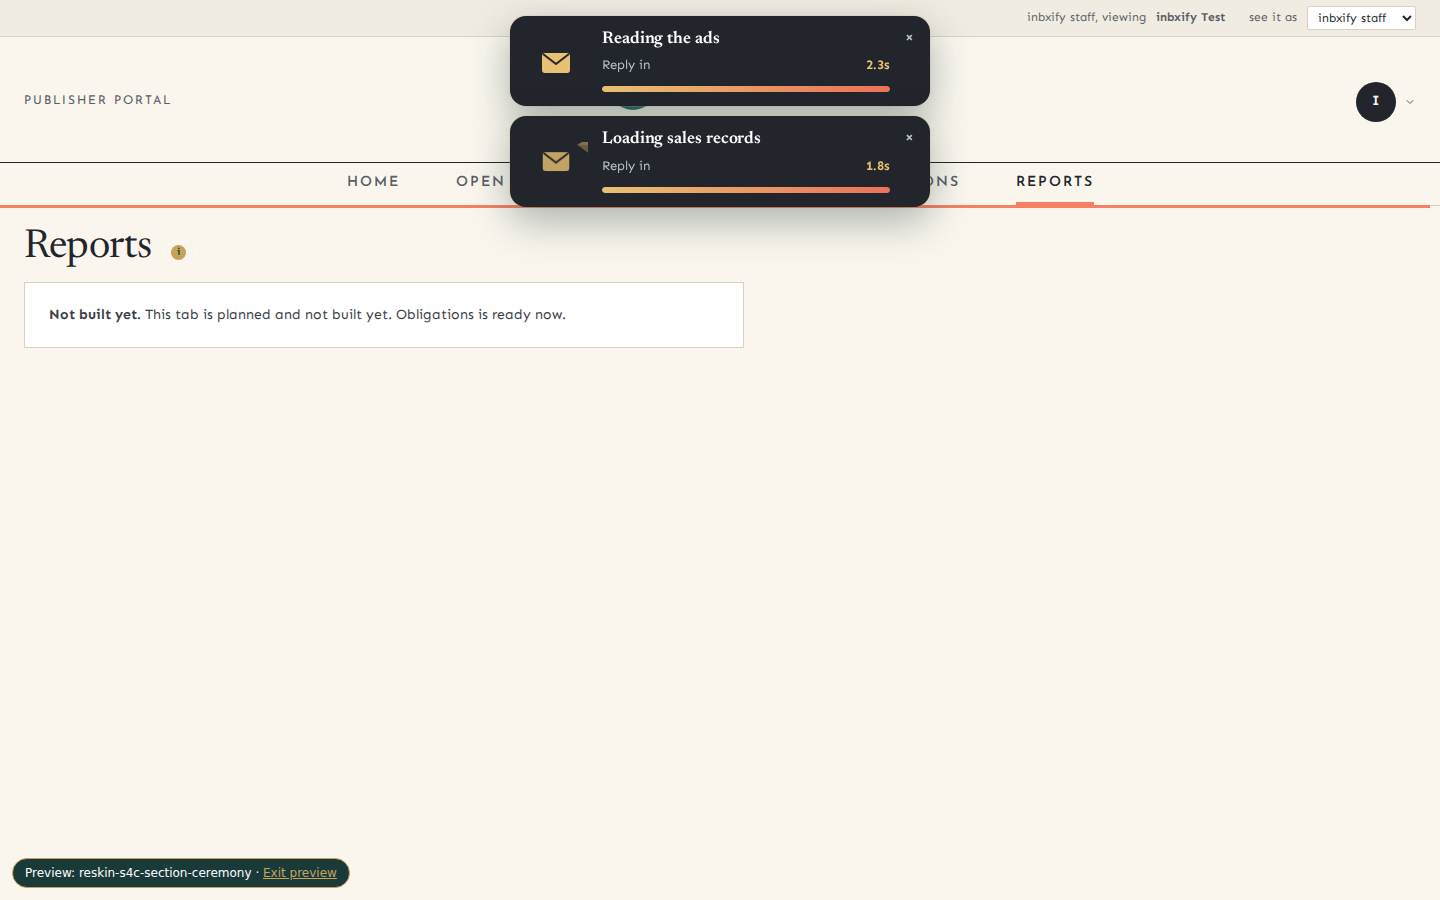 inbxify staff, viewing inbxify Test see it as inbxify staff
Reading the ads ×
Reply in 2.3s
PUBLISHER PORTAL
I
Loading sales records ×
Reply in 1.8s
HOME OPEN ONS REPORTS
Reports i
Not built yet. This tab is planned and not built yet. Obligations is ready now.
Preview: reskin-s4c-section-ceremony · Exit preview